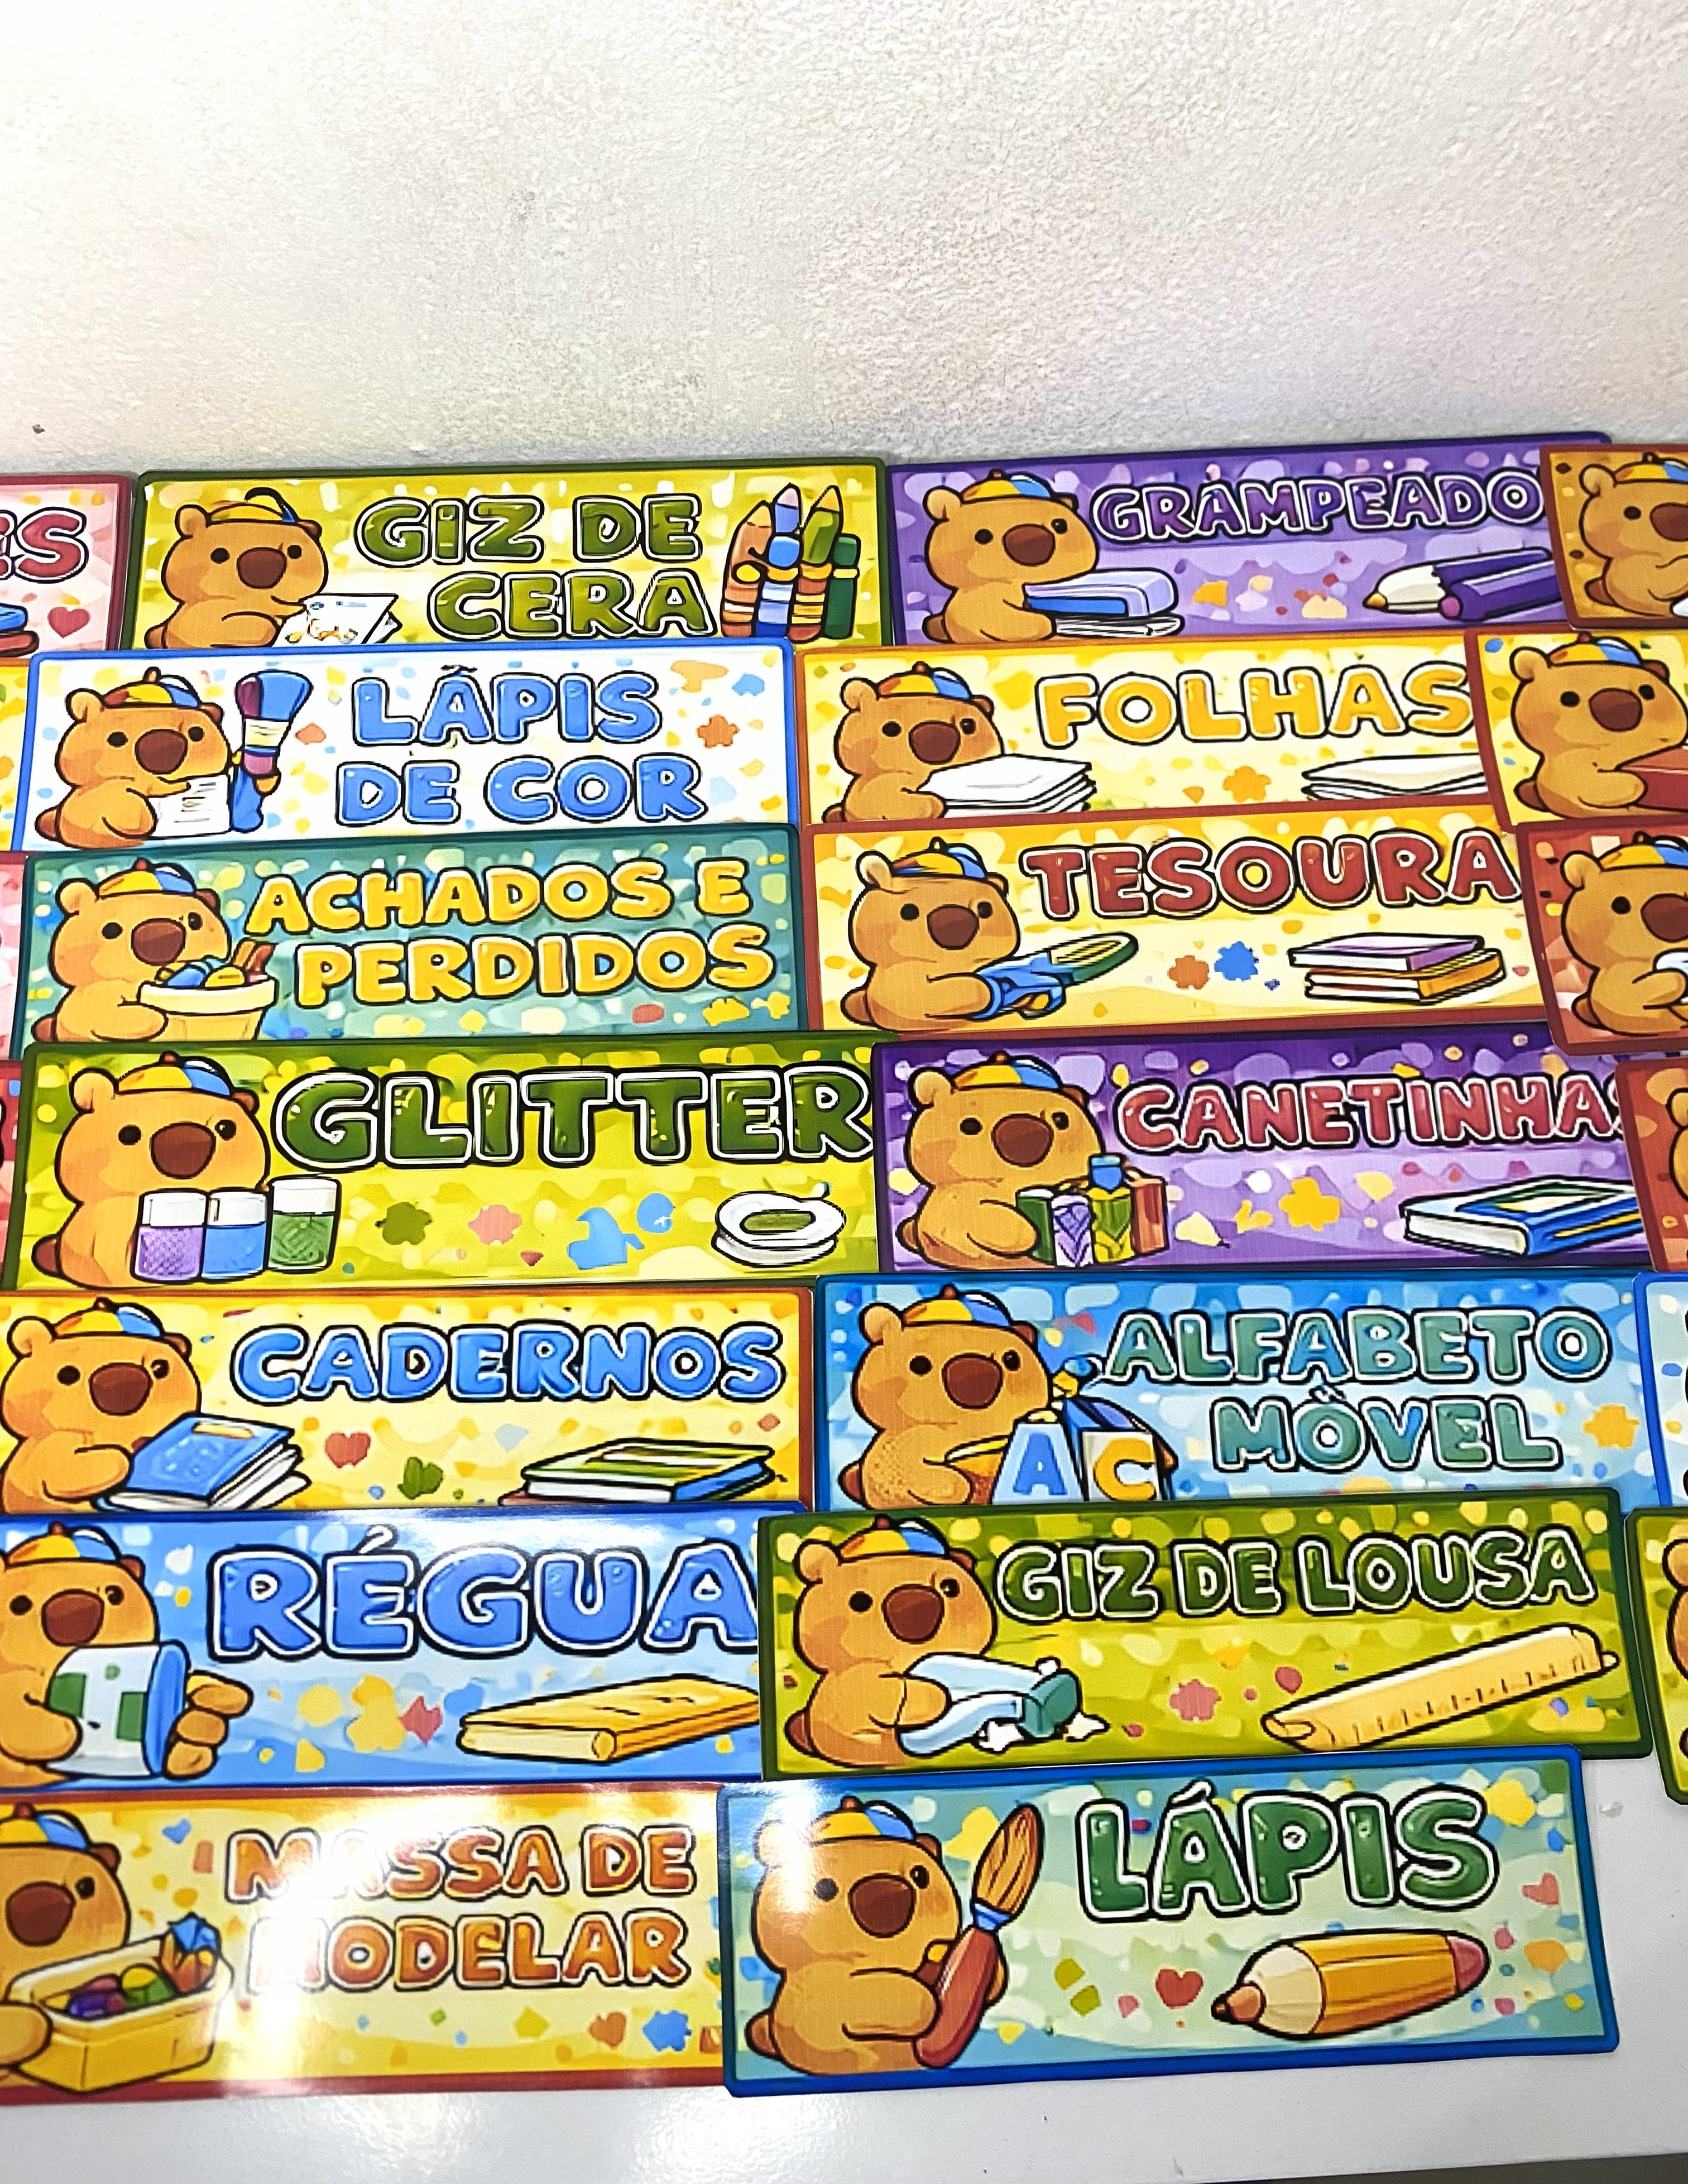 GIZ DE
CERA
GRAMPEADO
LÁPIS
DE COR
FOLHAS
ACHADOS E
PERDIDOS
TESOURA
GLITTER
CANETINHAS
CADERNOS
ALFABETO
MÒVEL
A C
RÉGUA
GIZ DE LOUSA
MASSA DE
MODELAR
LÁPIS